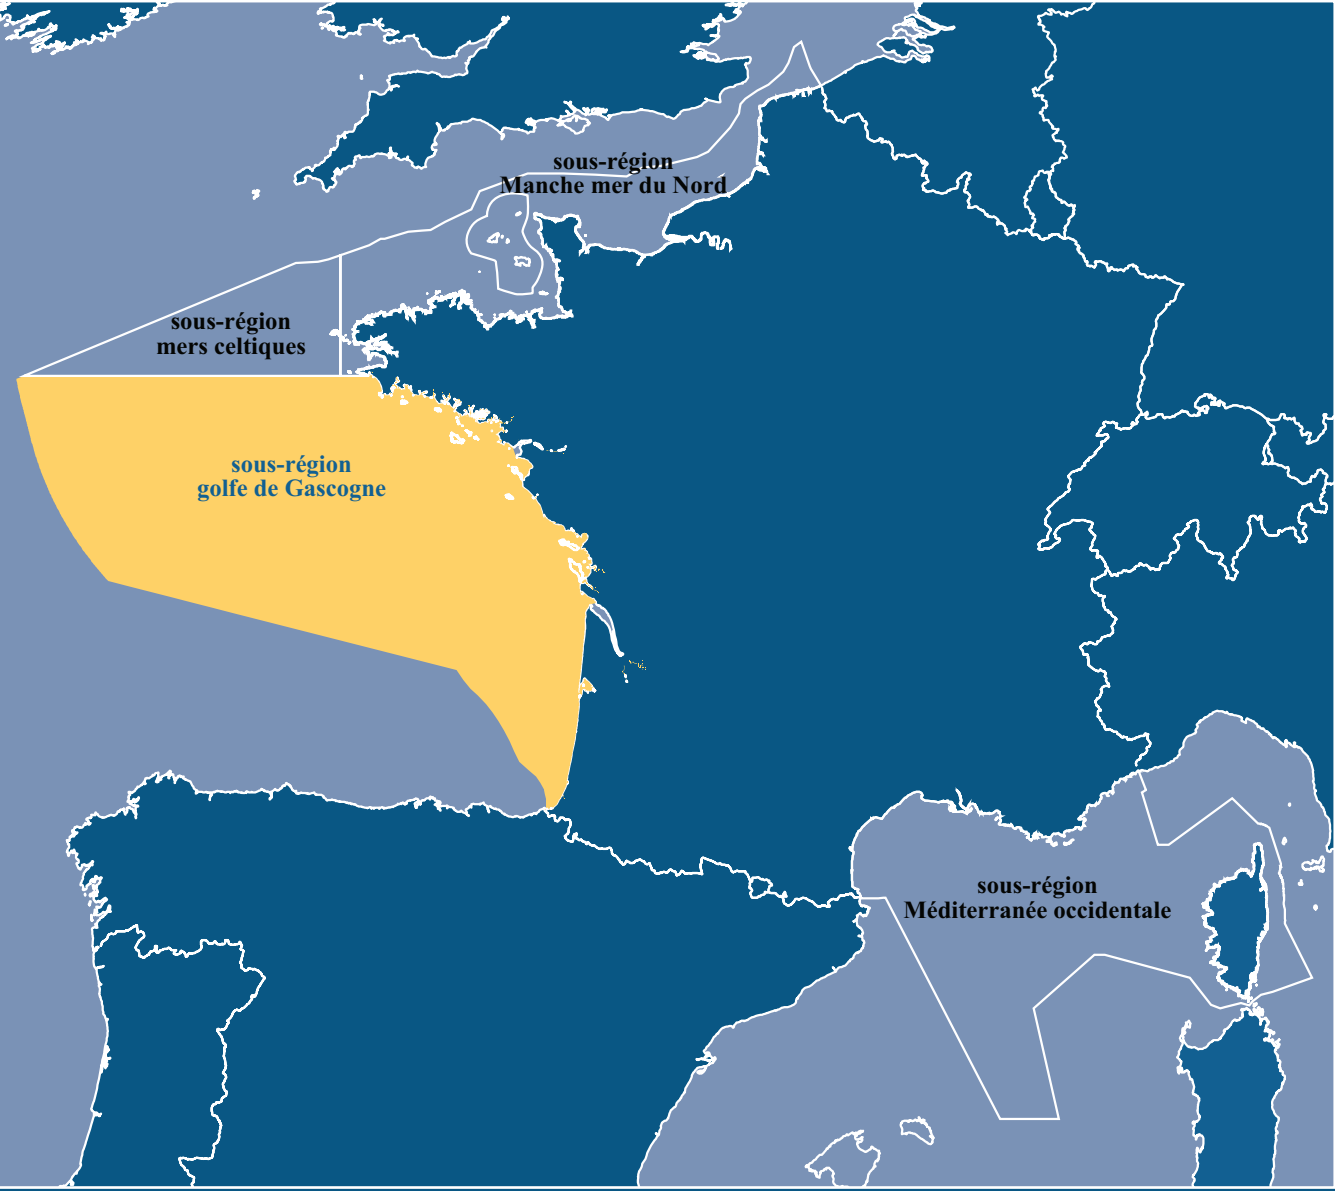 sous-région
Manche mer du Nord
sous-région
mers celtiques
sous-région
golfe de Gascogne
sous-région
Méditerranée occidentale